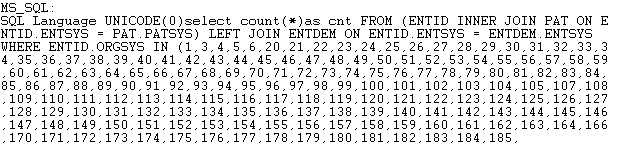 MS_SQL:
SQL Language UNICODE(0)select count(*)as cnt FROM (ENTID INNER JOIN PAT ON E
NTID.ENTSYS = PAT.PATSYS) LEFT JOIN ENTDEM ON ENTID.ENTSYS = ENTDEM.ENTSYS
WHERE ENTID.ORGSYS IN (1,3,4,5,6,20,21,22,23,24,25,26,27,28,29,30,31,32,33,3
4,35,36,37,38,39,40,41,42,43,44,45,46,47,48,49,50,51,52,53,54,55,56,57,58,59
,60,61,62,63,64,65,66,67,68,69,70,71,72,73,74,75,76,77,78,79,80,81,82,83,84,
85,86,87,88,89,90,91,92,93,94,95,96,97,98,99,100,101,102,103,104,105,107,108
,109,110,111,112,113,114,115,116,117,118,119,120,121,122,123,124,125,126,127
,128,129,130,131,132,133,134,135,136,137,138,139,140,141,142,143,144,145,146
,147,148,149,150,151,152,153,154,155,156,157,158,159,160,161,162,163,164,166
,170,171,172,173,174,175,176,177,178,179,180,181,182,183,184,185,